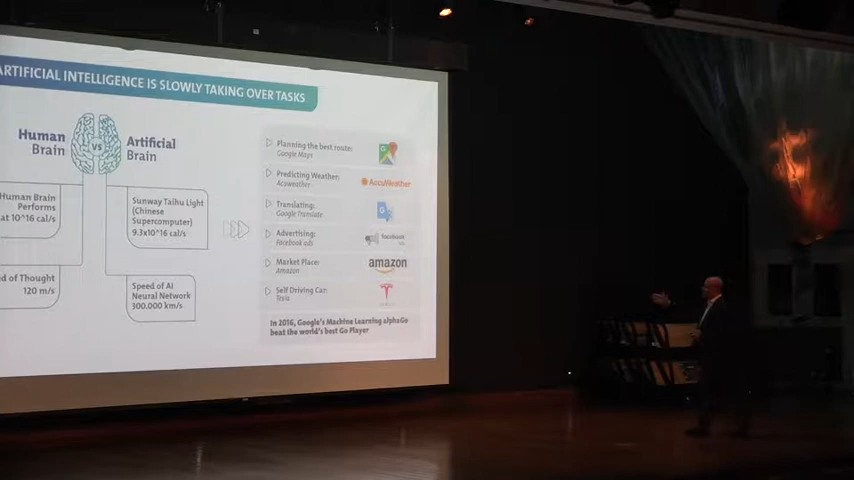 ARTIFICIAL INTELLIGENCE IS SLOWLY TAKING OVER TASKS
Human
Brain
VS
Artificial
Brain
Human Brain
Performs
at 10^16 cal/s
Sunway Taihu Light
(Chinese
Supercomputer)
9.3x10^16 cal/s
d of Thought
120 m/s
Speed of AI
Neural Network
300.000 km/s
Planning the best route:
Google Maps
Predicting Weather:
Acuweather
AccuWeather
Translating:
Google Translate
Advertising:
Facebook ads
facebook
Market Place:
Amazon
amazon
Self Driving Car:
Tesla
In 2016, Google's Machine Learning alphaGo
beat the world's best Go Player